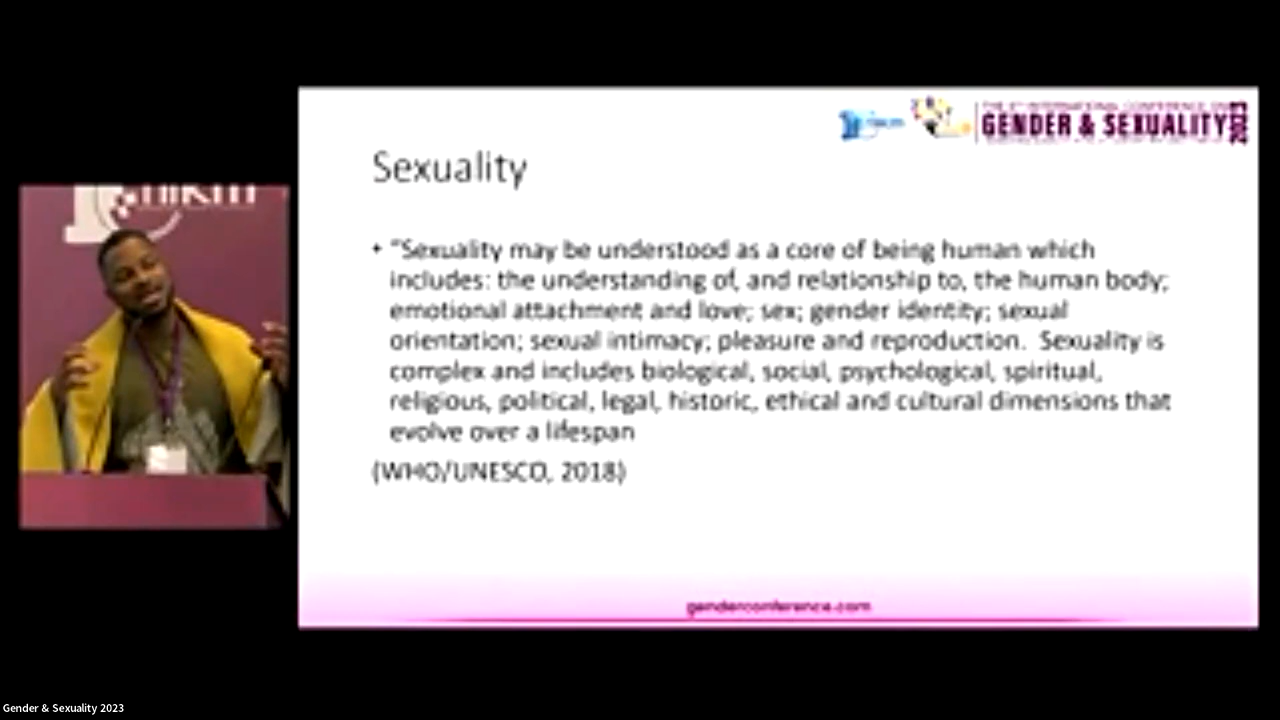 GENDER & SEXUALITY
2023
Sexuality
• "Sexuality may be understood as a core of being human which
includes: the understanding of, and relationship to, the human body;
emotional attachment and love; sex; gender identity; sexual
orientation; sexual intimacy; pleasure and reproduction. Sexuality is
complex and includes biological, social, psychological, spiritual,
religious, political, legal, historic, ethical and cultural dimensions that
evolve over a lifespan
(WHO/UNESCO, 2018)
genderconference.com
Gender & Sexuality 2023